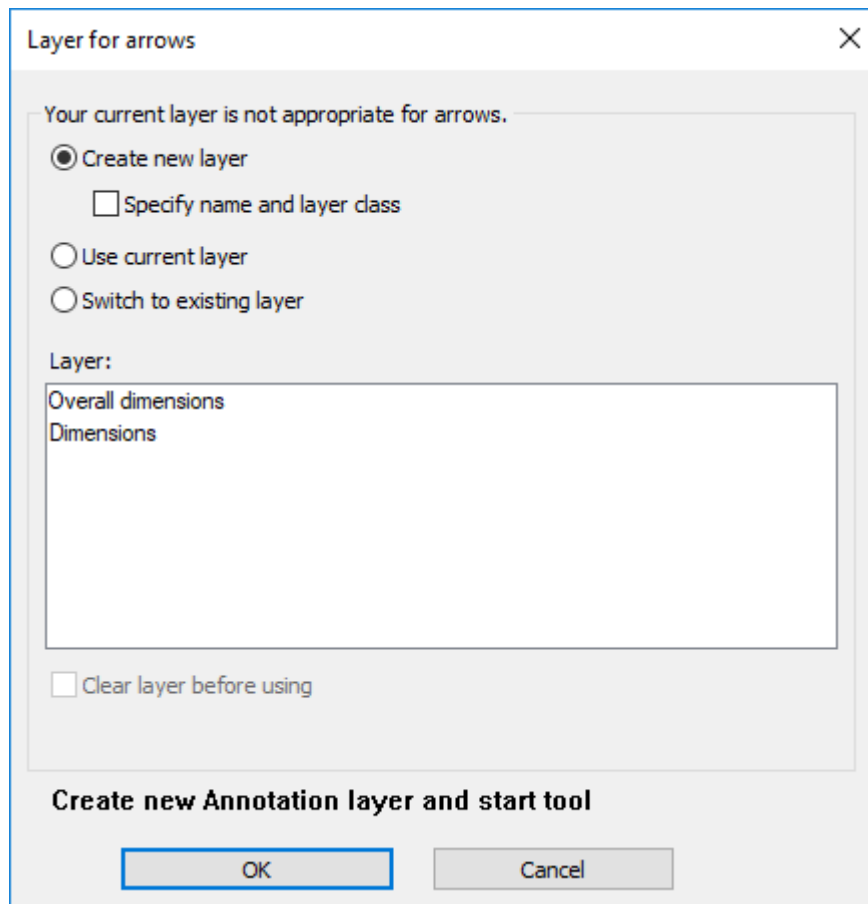 Layer for arrows
Your current layer is not appropriate for arrows.
Create new layer
Specify name and layer class
Use current layer
Switch to existing layer
Layer:
Overall dimensions
Dimensions
Clear layer before using
Create new Annotation layer and start tool
OK Cancel